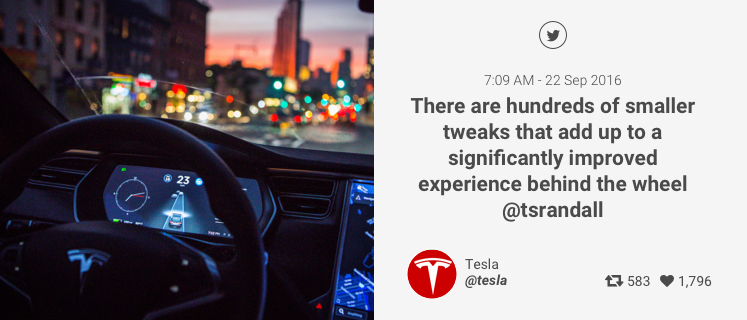 23
7:09 AM - 22 Sep 2016
There are hundreds of smaller
tweaks that add up to a
significantly improved
experience behind the wheel
@tsrandall
Tesla
@tesla
583 1,796